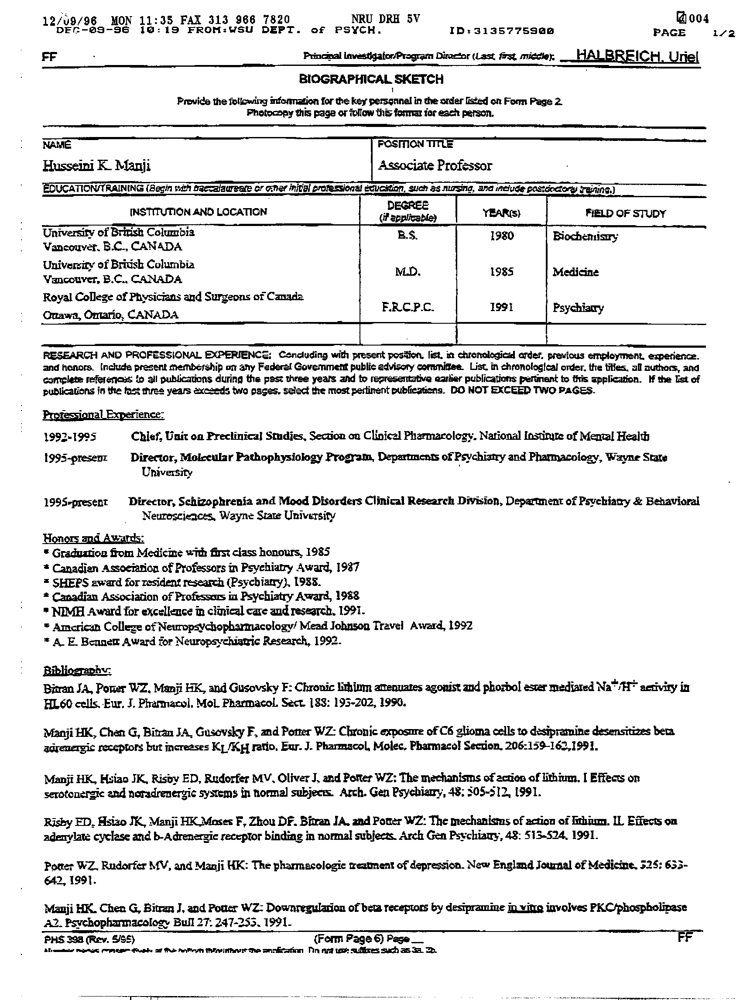 12/09/96 MON 11:35 FAX 313 966 7820 NRU DRH 5V 004
DEC-09-96 10:19 FROM:WSU DEPT. of PSYCH. ID:3135775900 PAGE 1/2
FF Principal Investigator/Program Director (Last, first, middle): HALBREICH, Uriel
BIOGRAPHICAL SKETCH
Provide the following information for the key personnel in the order listed on Form Page 2.
Photocopy this page or follow this format for each person.
NAME POSITION TITLE
Husseini K. Manji Associate Professor
EDUCATION/TRAINING (Begin with baccalaureate or other initial professional education, such as nursing, and include postdoctoral training.)
INSTITUTION AND LOCATION DEGREE (if applicable) YEAR(s) FIELD OF STUDY
University of British Columbia
Vancouver, B.C., CANADA B.S. 1980 Biochemistry
University of British Columbia
Vancouver, B.C., CANADA M.D. 1985 Medicine
Royal College of Physicians and Surgeons of Canada
Ottawa, Ontario, CANADA F.R.C.P.C. 1991 Psychiatry
RESEARCH AND PROFESSIONAL EXPERIENCE: Concluding with present position, list, in chronological order, previous employment, experience,
and honors. Include present membership on any Federal Government public advisory committee. List, in chronological order, the titles, all authors, and
complete references to all publications during the past three years and to representative earlier publications pertinent to this application. If the list of
publications in the last three years exceeds two pages, select the most pertinent publications. DO NOT EXCEED TWO PAGES.
Professional Experience:
1992-1995 Chief, Unit on Preclinical Studies, Section on Clinical Pharmacology, National Institute of Mental Health
1995-present Director, Molecular Pathophysiology Program, Departments of Psychiatry and Pharmacology, Wayne State
University
1995-present Director, Schizophrenia and Mood Disorders Clinical Research Division, Department of Psychiatry & Behavioral
Neurosciences, Wayne State University
Honors and Awards:
* Graduation from Medicine with first class honours, 1985
* Canadian Association of Professors in Psychiatry Award, 1987
* SHEPS award for resident research (Psychiatry), 1988.
* Canadian Association of Professors in Psychiatry Award, 1988
* NIMH Award for excellence in clinical care and research, 1991.
* American College of Neuropsychopharmacology/ Mead Johnson Travel Award, 1992
* A. E. Bennett Award for Neuropsychiatric Research, 1992.
Bibliography:
Bitran JA, Potter WZ, Manji HK, and Gusovsky F: Chronic lithium attenuates agonist and phorbol ester mediated Na+/H+ activity in
HL60 cells. Eur. J. Pharmacol. Mol. Pharmacol. Sect. 188: 193-202, 1990.
Manji HK, Chen G, Bitran JA, Gusovsky F, and Potter WZ: Chronic exposure of C6 glioma cells to desipramine desensitizes beta
adrenergic receptors but increases KL/KH ratio. Eur. J. Pharmacol, Molec. Pharmacol Section, 206:159-162,1991.
Manji HK, Hsiao JK, Risby ED, Rudorfer MV, Oliver J, and Potter WZ: The mechanisms of action of lithium. I Effects on
serotonergic and noradrenergic systems in normal subjects. Arch. Gen Psychiatry, 48: 505-512, 1991.
Risby ED, Hsiao JK, Manji HK,Moses F, Zhou DF, Bitran JA, and Potter WZ: The mechanisms of action of lithium. II. Effects on
adenylate cyclase and b-Adrenergic receptor binding in normal subjects. Arch Gen Psychiatry, 48: 513-524, 1991.
Potter WZ, Rudorfer MV, and Manji HK: The pharmacologic treatment of depression. New England Journal of Medicine, 325: 633-
642, 1991.
Manji HK, Chen G, Bitran J, and Potter WZ: Downregulation of beta receptors by desipramine in vitro involves PKC/phospholipase
A2. Psychopharmacology Bull 27: 247-253, 1991.
PHS 398 (Rev. 5/95) (Form Page 6) Page FF
at the bottom throughout the application. Do not use suffixes such as 3a, 3b.